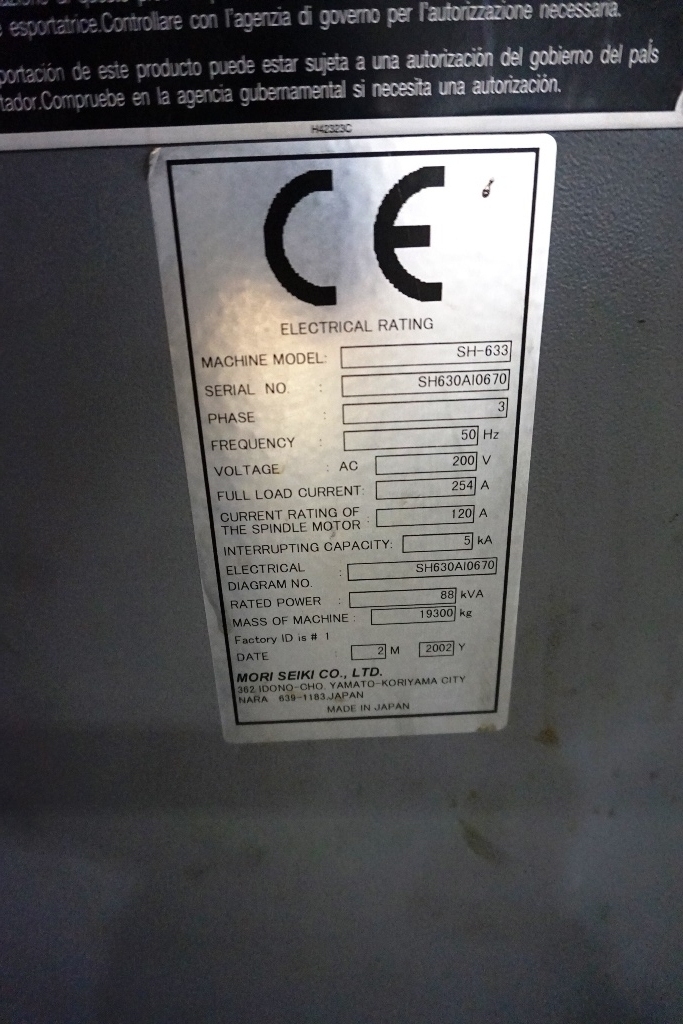 esportatrice.Controllare con l'agenzia di governo per l'autorizzazione necessaria.
portación de este producto puede estar sujeta a una autorización del gobierno del país
tador.Compruebe en la agencia gubernamental si necesita una autorización.
H42323C
CE
ELECTRICAL RATING
MACHINE MODEL: SH-633
SERIAL NO. : SH630AI0670
PHASE : 3
FREQUENCY : 50 Hz
VOLTAGE : AC 200 V
FULL LOAD CURRENT: 254 A
CURRENT RATING OF
THE SPINDLE MOTOR : 120 A
INTERRUPTING CAPACITY: 5 kA
ELECTRICAL : SH630AI0670
DIAGRAM NO.
RATED POWER : 88 kVA
MASS OF MACHINE : 19300 kg
Factory ID is # 1
DATE : 2 M 2002 Y
MORI SEIKI CO., LTD.
362,IDONO-CHO, YAMATO-KORIYAMA CITY
NARA 639-1183,JAPAN
MADE IN JAPAN